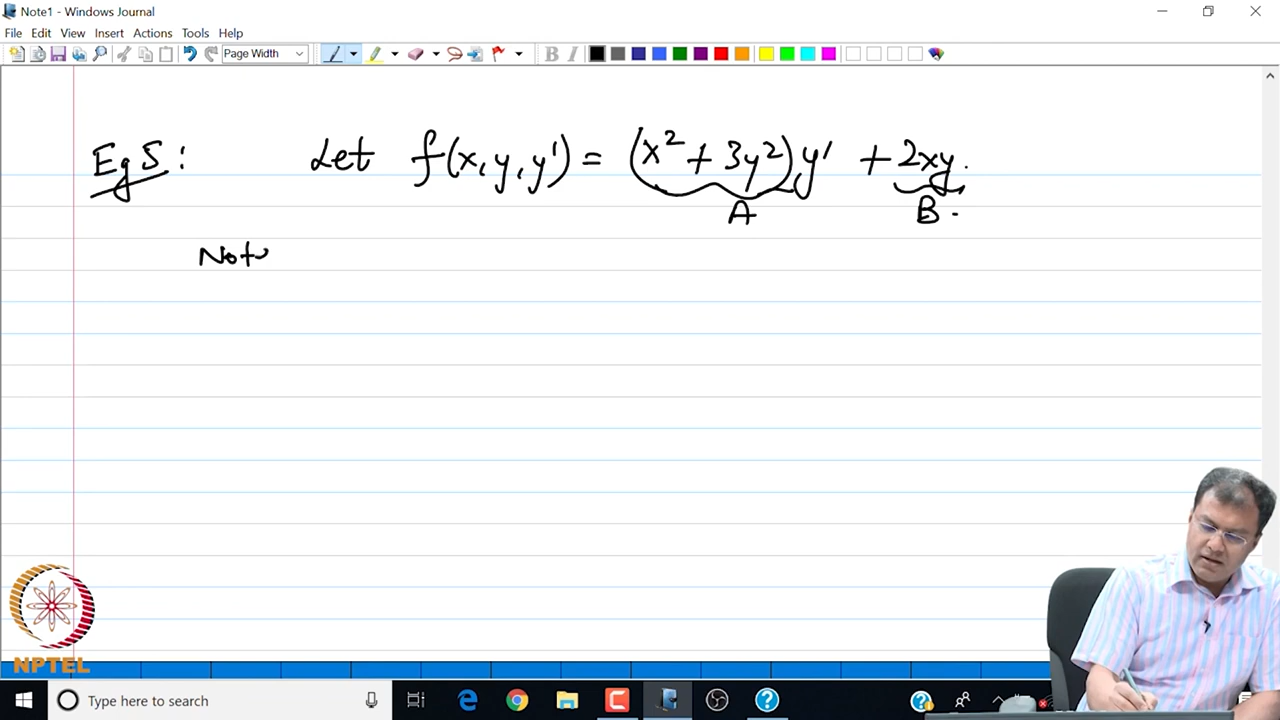 Note1 - Windows Journal
File Edit View Insert Actions Tools Help
Page Width
B I
Eg 5: Let f(x, y, y') = (x² + 3y²)y' + 2xy.
A B.
Note
NPTEL
Type here to search